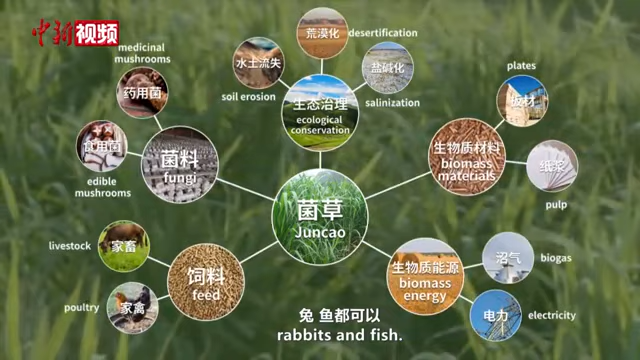 中新视频
荒漠化
desertification
水土流失
soil erosion
盐碱化
salinization
生态治理
ecological
conservation
medicinal
mushrooms
药用菌
食用菌
edible
mushrooms
菌料
fungi
plates
板材
生物质材料
biomass
materials
纸浆
pulp
菌草
Juncao
livestock
家畜
饲料
feed
poultry
家禽
生物质能源
biomass
energy
沼气
biogas
电力
electricity
兔 鱼都可以
rabbits and fish.